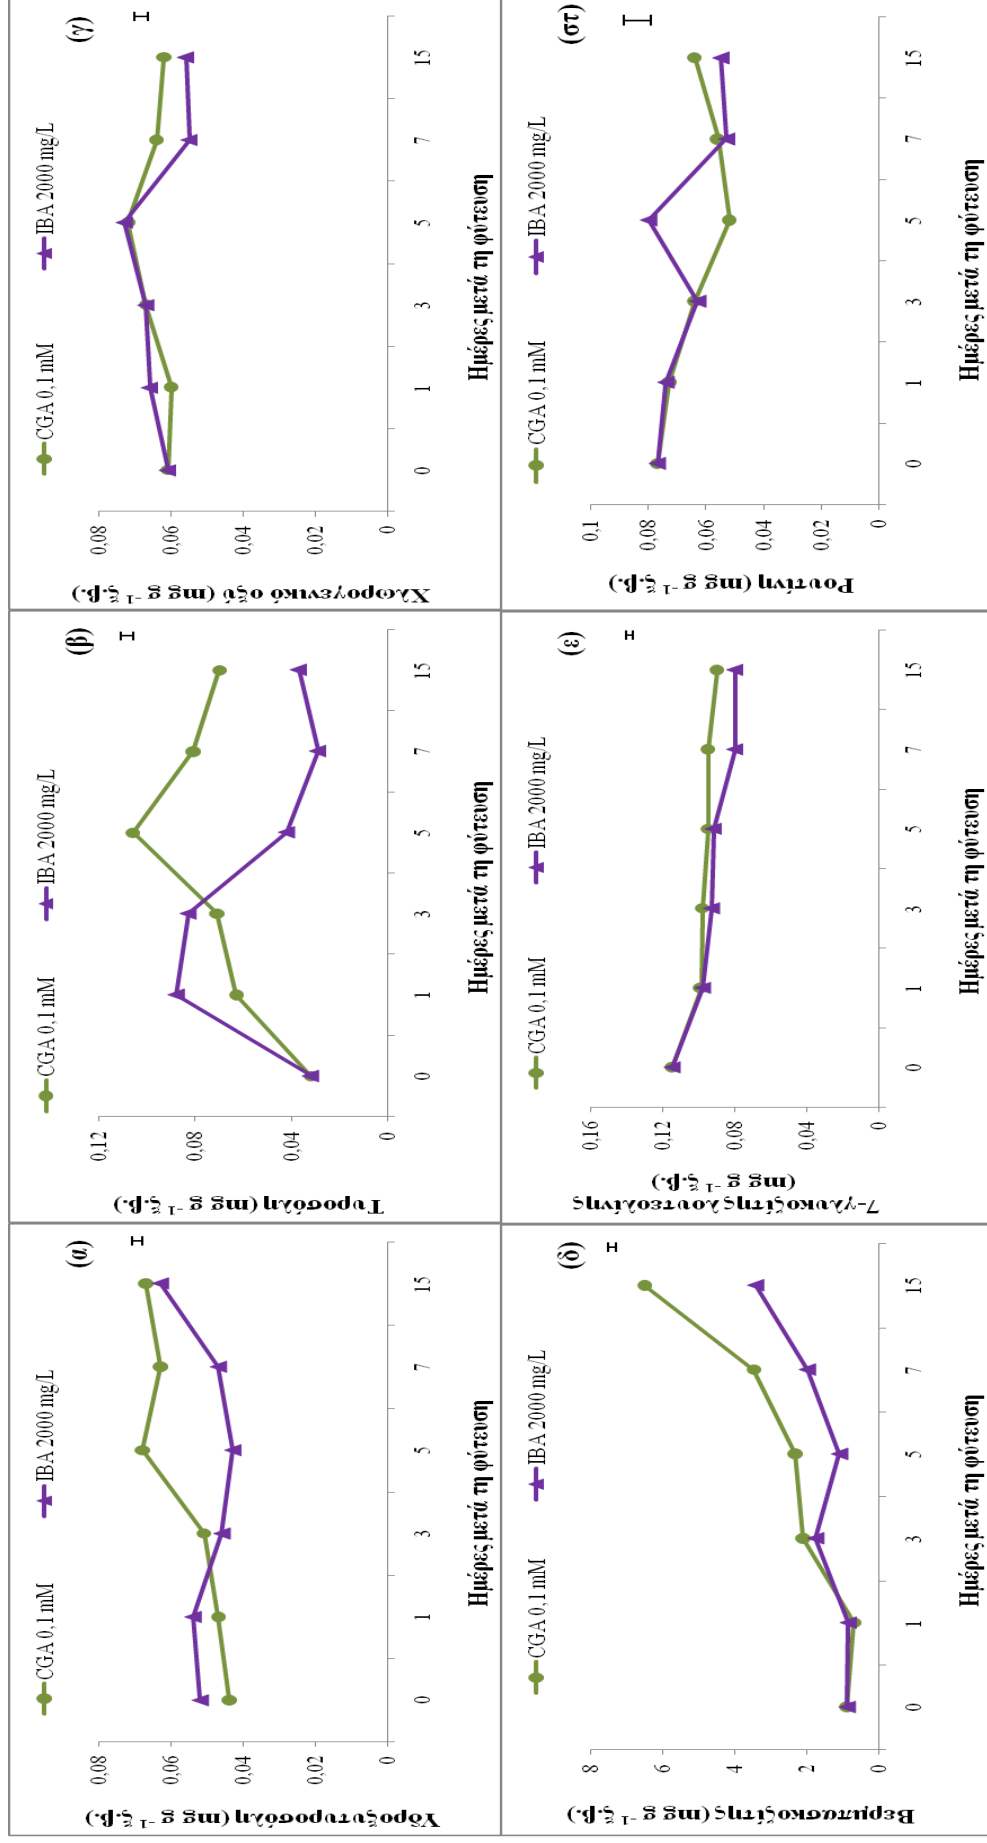 (α)
CGA 0,1 mM
IBA 2000 mg/L
Υδροξυτυροσόλη (mg g⁻¹ ξ.β.)
0,08
0,06
0,04
0,02
0
0 1 3 5 7 15
Ημέρες μετά τη φύτευση
(β)
CGA 0,1 mM
IBA 2000 mg/L
Τυροσόλη (mg g⁻¹ ξ.β.)
0,12
0,08
0,04
0
0 1 3 5 7 15
Ημέρες μετά τη φύτευση
(γ)
CGA 0,1 mM
IBA 2000 mg/L
Χλωρογενικό οξύ (mg g⁻¹ ξ.β.)
0,08
0,06
0,04
0,02
0
0 1 3 5 7 15
Ημέρες μετά τη φύτευση
(δ)
CGA 0,1 mM
IBA 2000 mg/L
Βερμπασκοζίτης (mg g⁻¹ ξ.β.)
8
6
4
2
0
0 1 3 5 7 15
Ημέρες μετά τη φύτευση
(ε)
CGA 0,1 mM
IBA 2000 mg/L
7-γλυκοζίτης λουτεολίνης
(mg g⁻¹ ξ.β.)
0,16
0,12
0,08
0,04
0
0 1 3 5 7 15
Ημέρες μετά τη φύτευση
(στ)
CGA 0,1 mM
IBA 2000 mg/L
Ρουτίνη (mg g⁻¹ ξ.β.)
0,1
0,08
0,06
0,04
0,02
0
0 1 3 5 7 15
Ημέρες μετά τη φύτευση